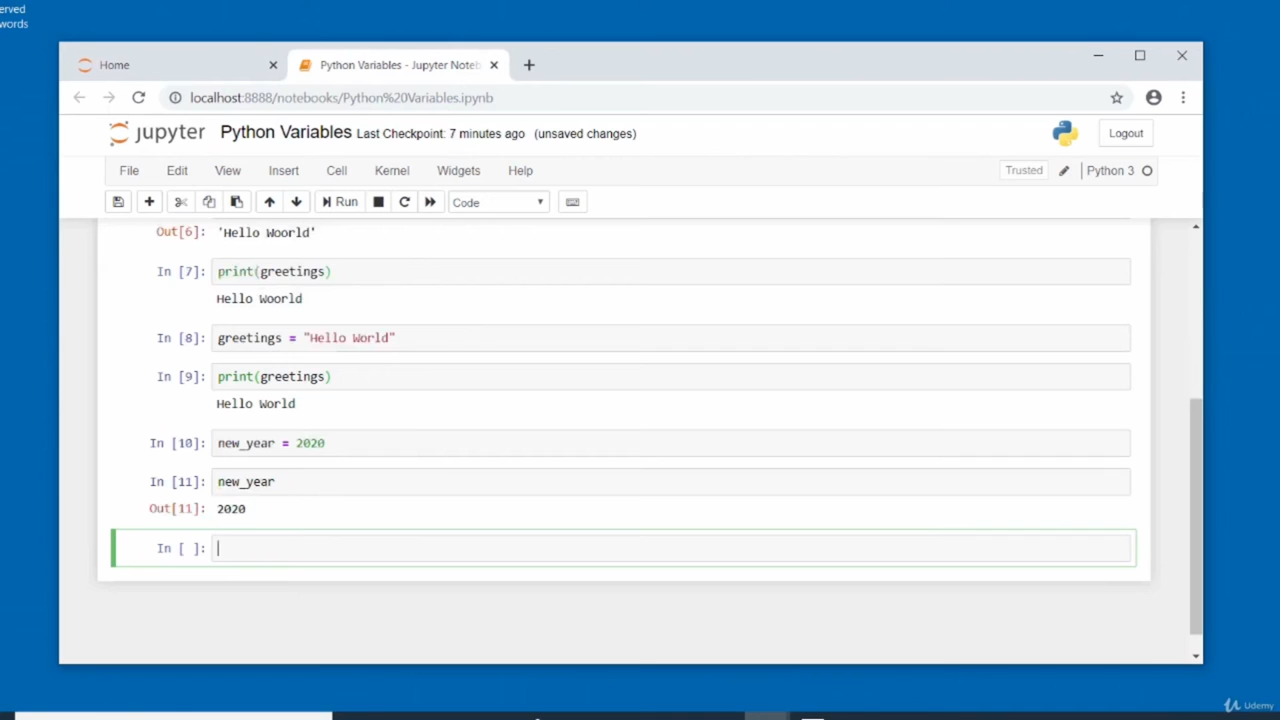 erved
words
Home
Python Variables - Jupyter Noteb
localhost:8888/notebooks/Python%20Variables.ipynb
jupyter Python Variables Last Checkpoint: 7 minutes ago (unsaved changes)
Logout
File Edit View Insert Cell Kernel Widgets Help
Trusted Python 3
Run Code
Out[6]: 'Hello Woorld'
In [7]: print(greetings)
Hello Woorld
In [8]: greetings = "Hello World"
In [9]: print(greetings)
Hello World
In [10]: new_year = 2020
In [11]: new_year
Out[11]: 2020
In [ ]:
Udemy